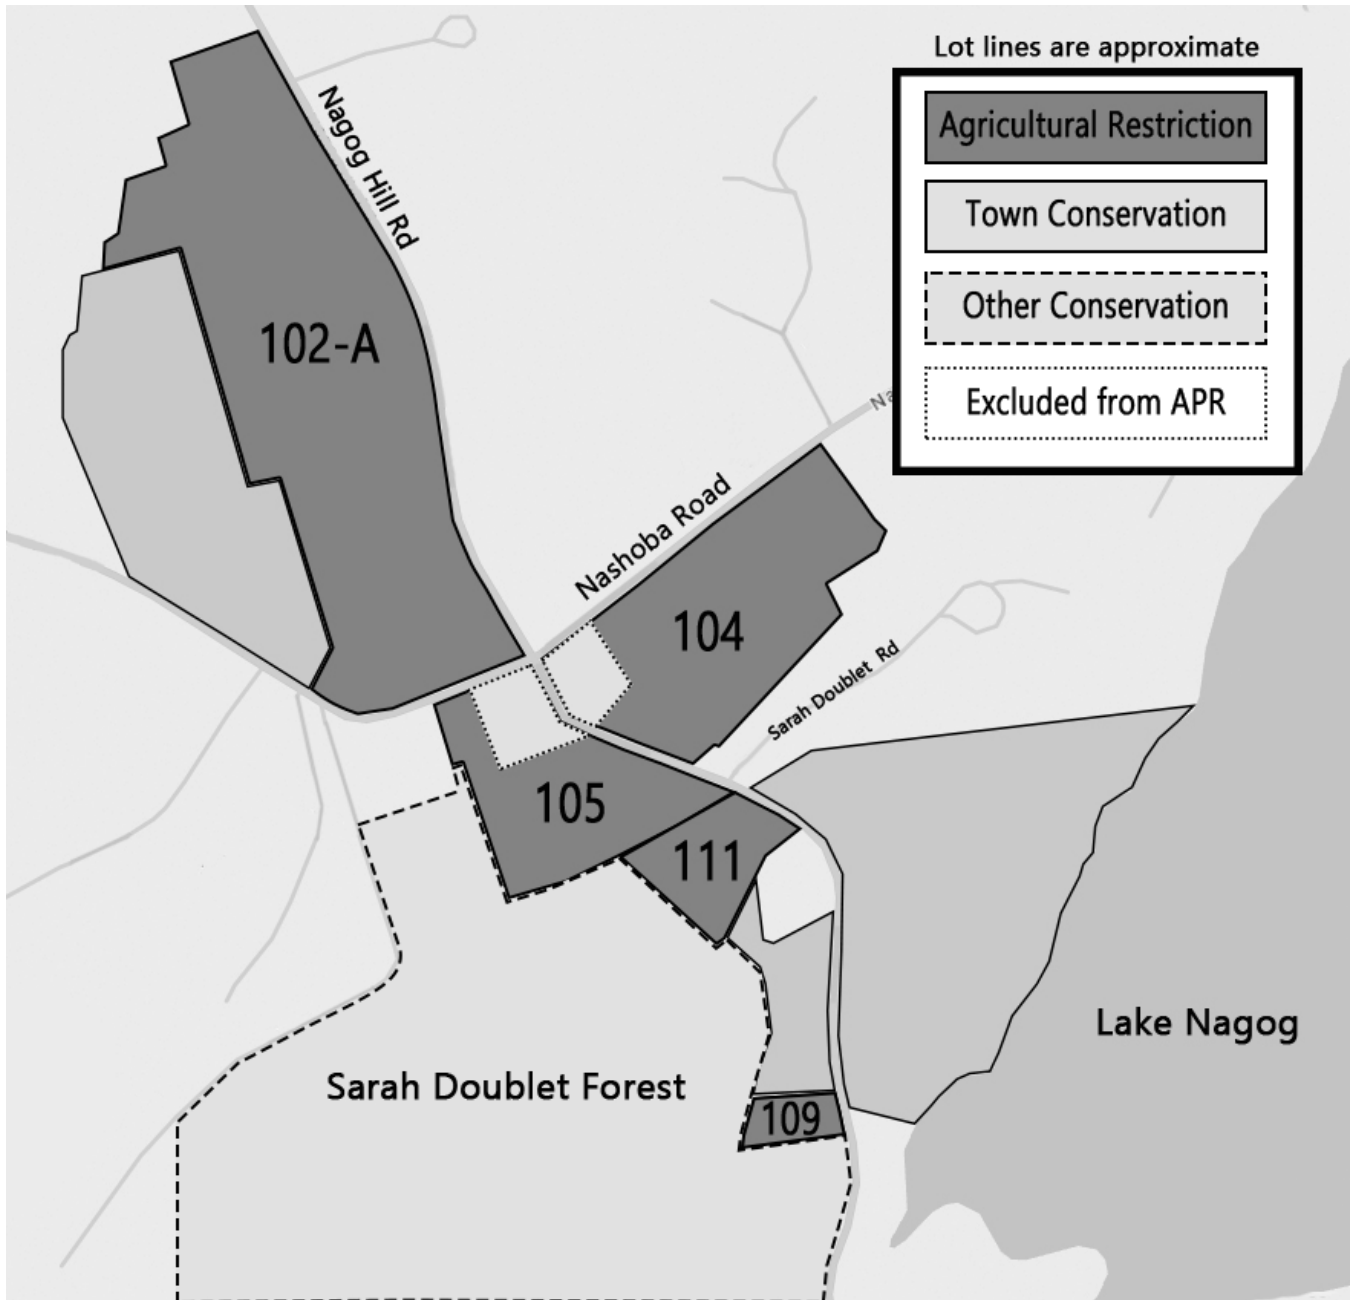 Lot lines are approximate
Agricultural Restriction
Town Conservation
Other Conservation
Excluded from APR
Nagog Hill Rd
102-A
Na
Nashoba Road
104
Sarah Doublet Rd
105
111
Lake Nagog
Sarah Doublet Forest
109